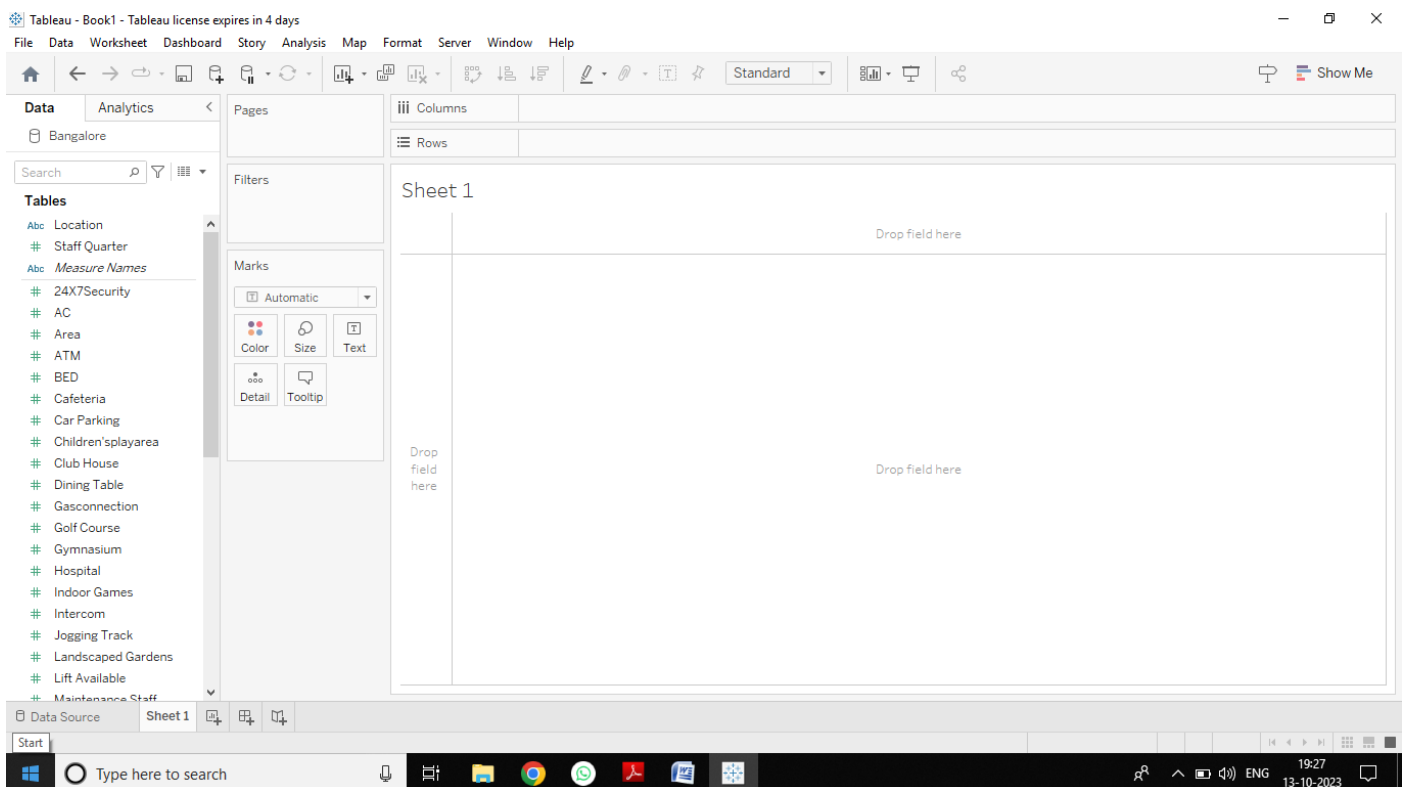 Tableau - Book1 - Tableau license expires in 4 days
File Data Worksheet Dashboard Story Analysis Map Format Server Window Help
Standard
Show Me
Data
Analytics
Bangalore
Search
Tables
Abc Location
# Staff Quarter
Abc Measure Names
# 24X7Security
# AC
# Area
# ATM
# BED
# Cafeteria
# Car Parking
# Children'splayarea
# Club House
# Dining Table
# Gasconnection
# Golf Course
# Gymnasium
# Hospital
# Indoor Games
# Intercom
# Jogging Track
# Landscaped Gardens
# Lift Available
# Maintenance Staff
Pages
Filters
Marks
Automatic
Color Size Text
Detail Tooltip
Columns
Rows
Sheet 1
Drop field here
Drop
field
here
Drop field here
Data Source
Sheet 1
Start
Type here to search
ENG
19:27
13-10-2023